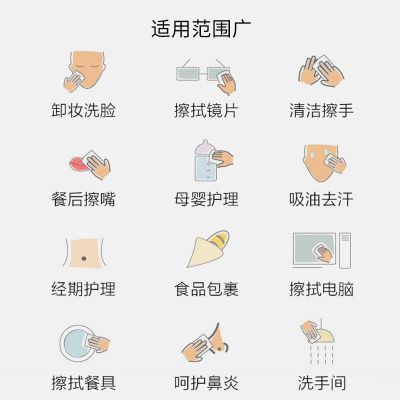 适用范围广
卸妆洗脸
擦拭镜片
清洁擦手
餐后擦嘴
母婴护理
吸油去汗
经期护理
食品包裹
擦拭电脑
擦拭餐具
呵护鼻炎
洗手间